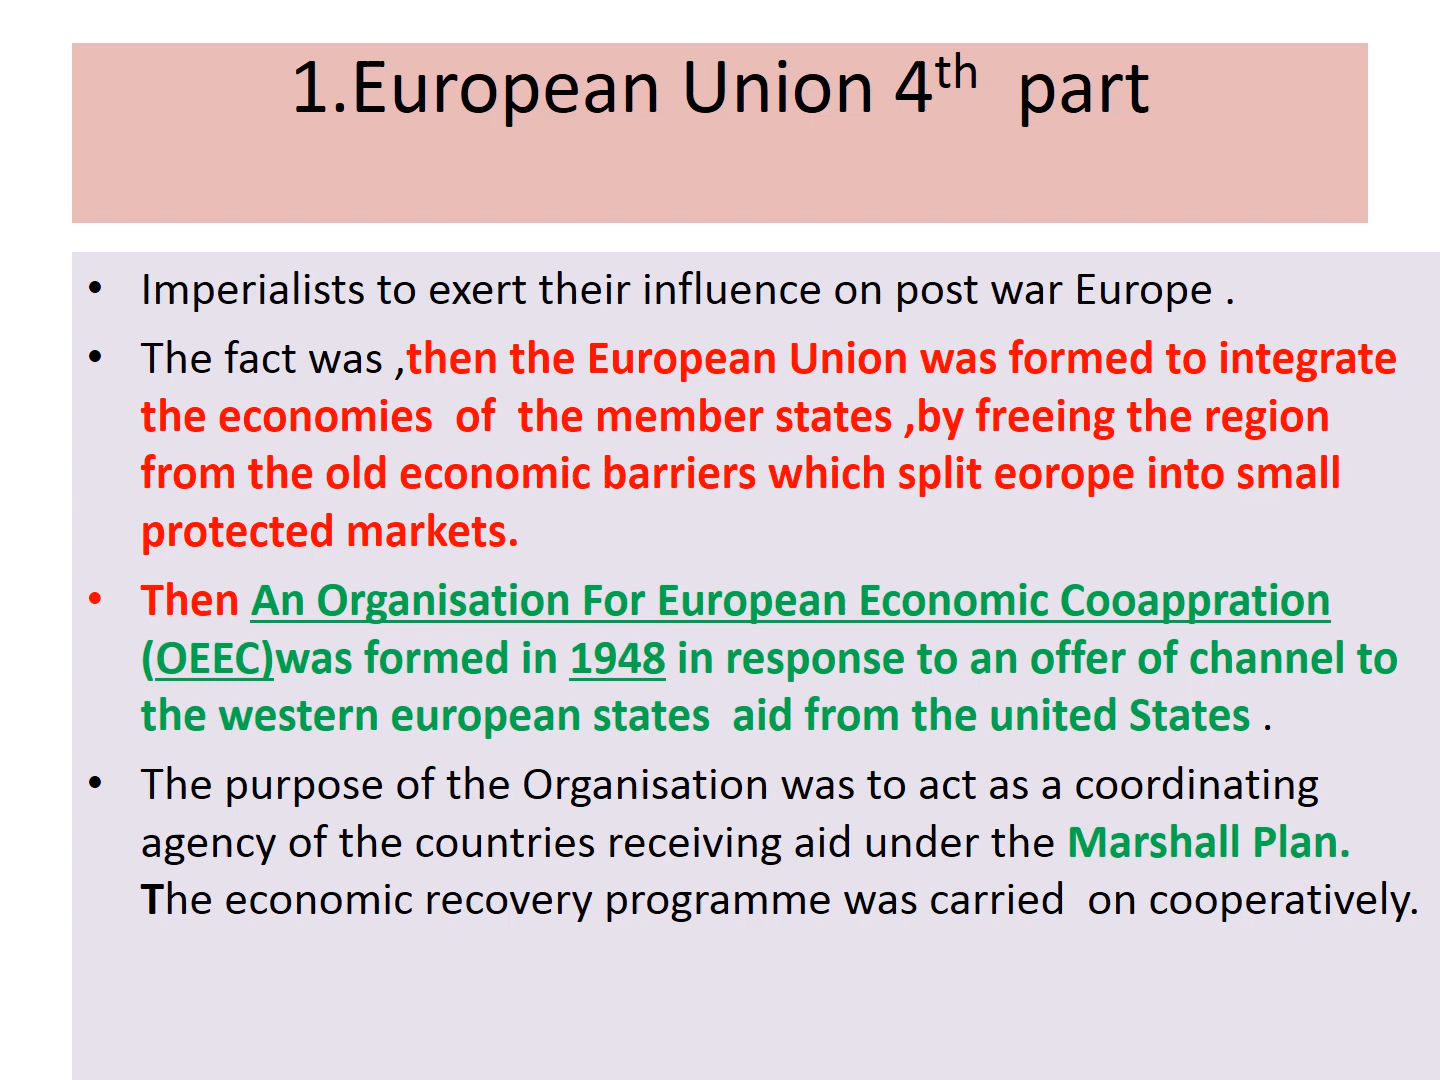 1.European Union 4th part
• Imperialists to exert their influence on post war Europe .
• The fact was ,then the European Union was formed to integrate
the economies of the member states ,by freeing the region
from the old economic barriers which split eorope into small
protected markets.
• Then An Organisation For European Economic Cooappration
(OEEC)was formed in 1948 in response to an offer of channel to
the western european states aid from the united States .
• The purpose of the Organisation was to act as a coordinating
agency of the countries receiving aid under the Marshall Plan.
The economic recovery programme was carried on cooperatively.